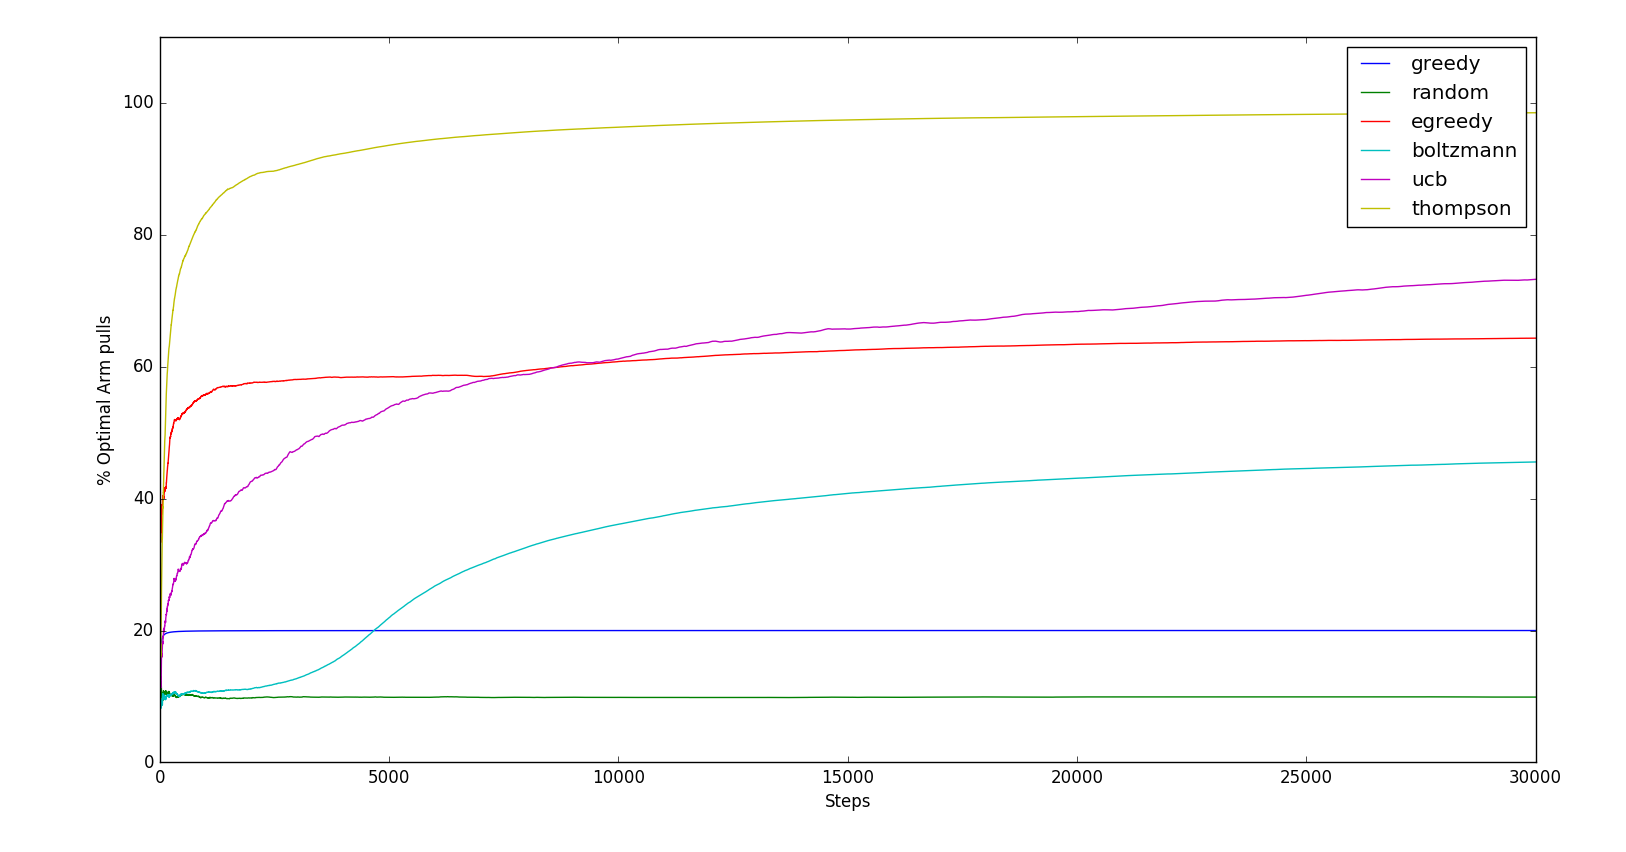 greedy
random
egreedy
boltzmann
ucb
thompson
100
80
60
40
20
0
% Optimal Arm pulls
0 5000 10000 15000 20000 25000 30000
Steps